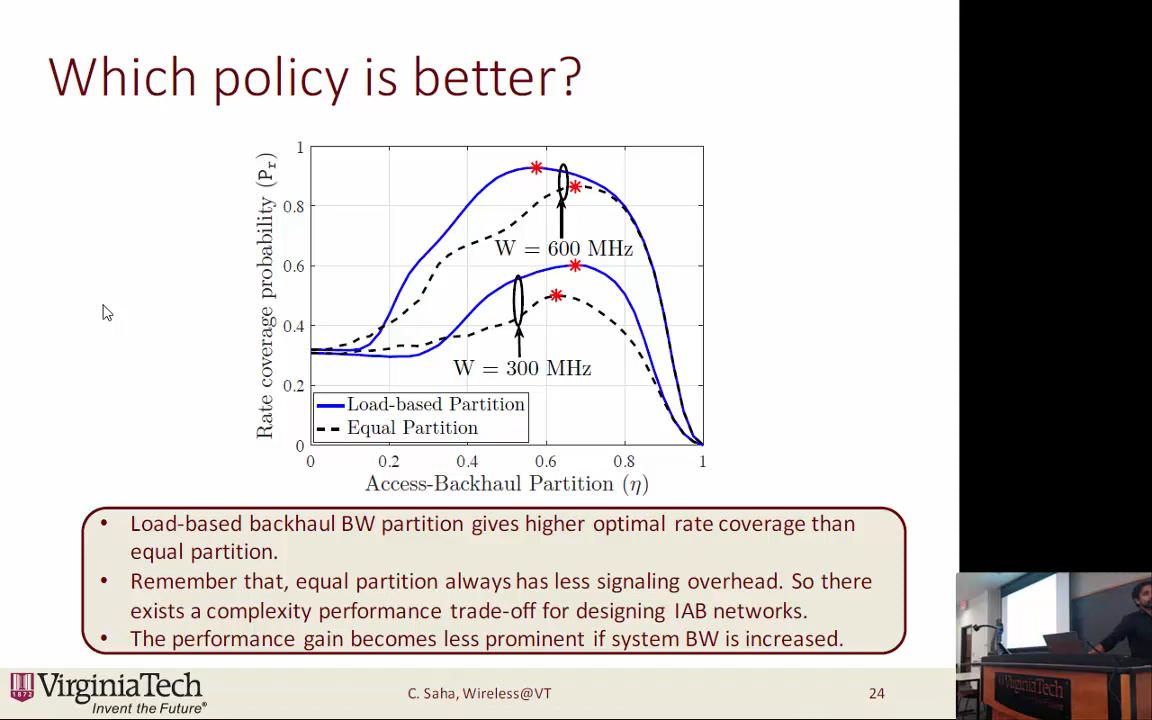 Which policy is better?
1
0.8
0.6
0.4
0.2
0
Rate coverage probability (Pr)
W = 600 MHz
W = 300 MHz
Load-based Partition
Equal Partition
0 0.2 0.4 0.6 0.8 1
Access-Backhaul Partition (η)
• Load-based backhaul BW partition gives higher optimal rate coverage than
equal partition.
• Remember that, equal partition always has less signaling overhead. So there
exists a complexity performance trade-off for designing IAB networks.
• The performance gain becomes less prominent if system BW is increased.
1872
VirginiaTech
Invent the Future®
C. Saha, Wireless@VT
24
VirginiaTech